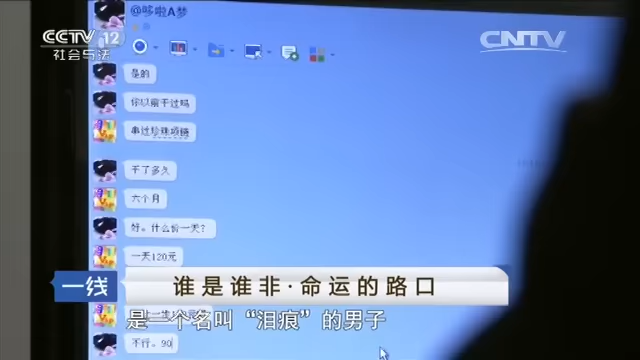 CCTV 12
社会与法
CNTV
@哆啦A梦
是的
你以前干过吗
串过珍珠项链
干了多久
六个月
好。什么价一天？
一天120元
不行。90
一线
谁是谁非·命运的路口
是一个名叫“泪痕”的男子